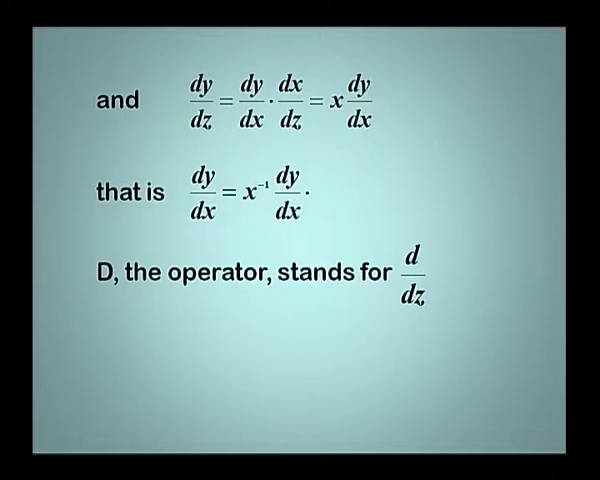 and dy/dz = dy/dx · dx/dz = x dy/dx
that is dy/dx = x⁻¹ dy/dx ·
D, the operator, stands for d/dz